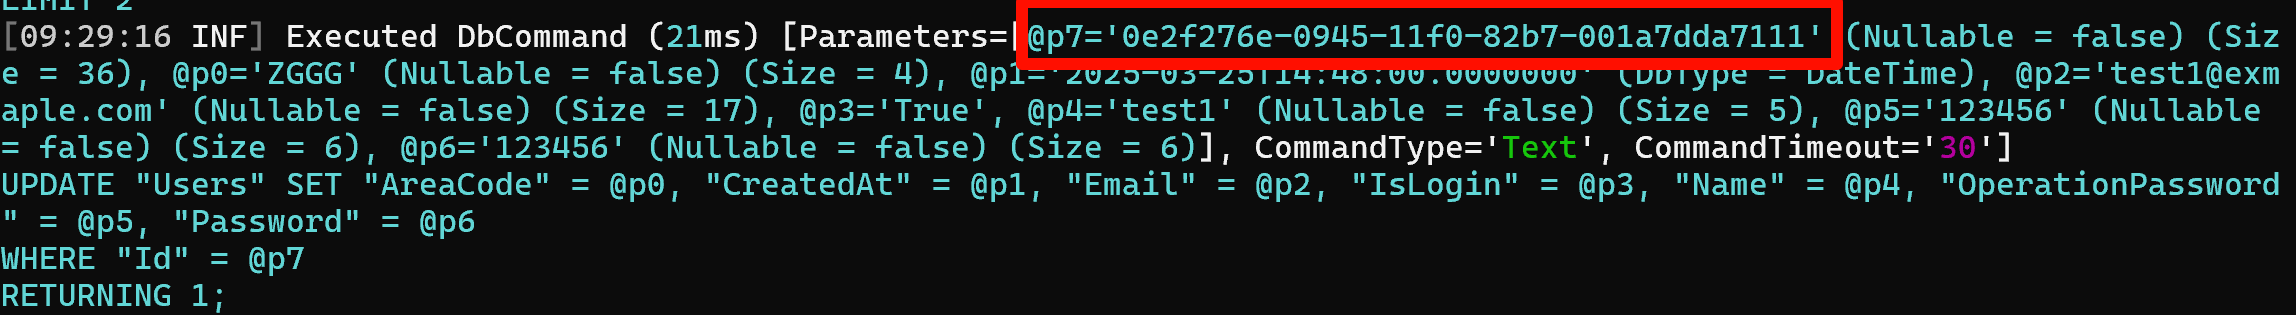 LIMIT 2
[09:29:16 INF] Executed DbCommand (21ms) [Parameters=[@p7='0e2f276e-0945-11f0-82b7-001a7dda7111' (Nullable = false) (Siz
e = 36), @p0='ZGGG' (Nullable = false) (Size = 4), @p1='2025-03-25T14:48:00.0000000' (DbType = DateTime), @p2='test1@exm
aple.com' (Nullable = false) (Size = 17), @p3='True', @p4='test1' (Nullable = false) (Size = 5), @p5='123456' (Nullable
= false) (Size = 6), @p6='123456' (Nullable = false) (Size = 6)], CommandType='Text', CommandTimeout='30']
UPDATE "Users" SET "AreaCode" = @p0, "CreatedAt" = @p1, "Email" = @p2, "IsLogin" = @p3, "Name" = @p4, "OperationPassword
" = @p5, "Password" = @p6
WHERE "Id" = @p7
RETURNING 1;